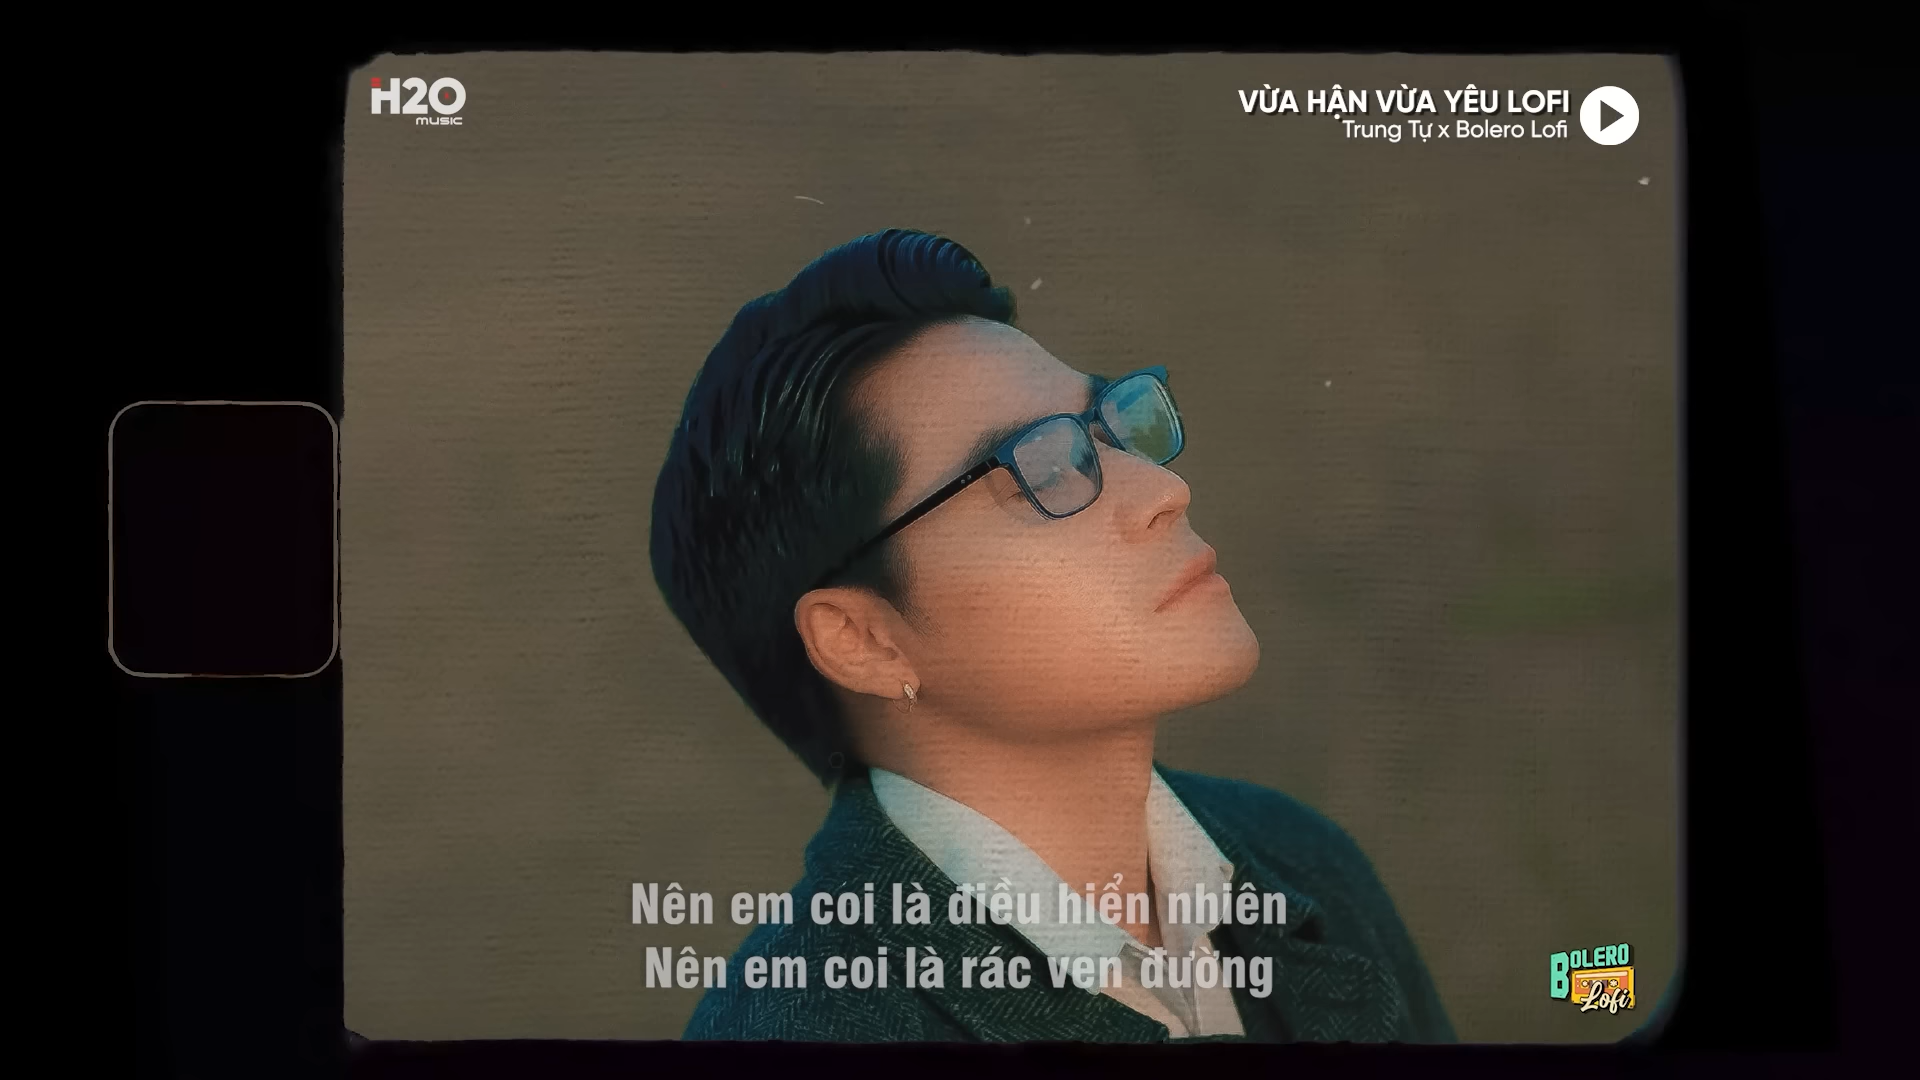 H2O
MUSIC
VỪA HẬN VỪA YÊU LOFI
Trung Tự x Bolero Lofi
Nên em coi là điều hiển nhiên
Nên em coi là rác ven đường
BOLERO
Lofi